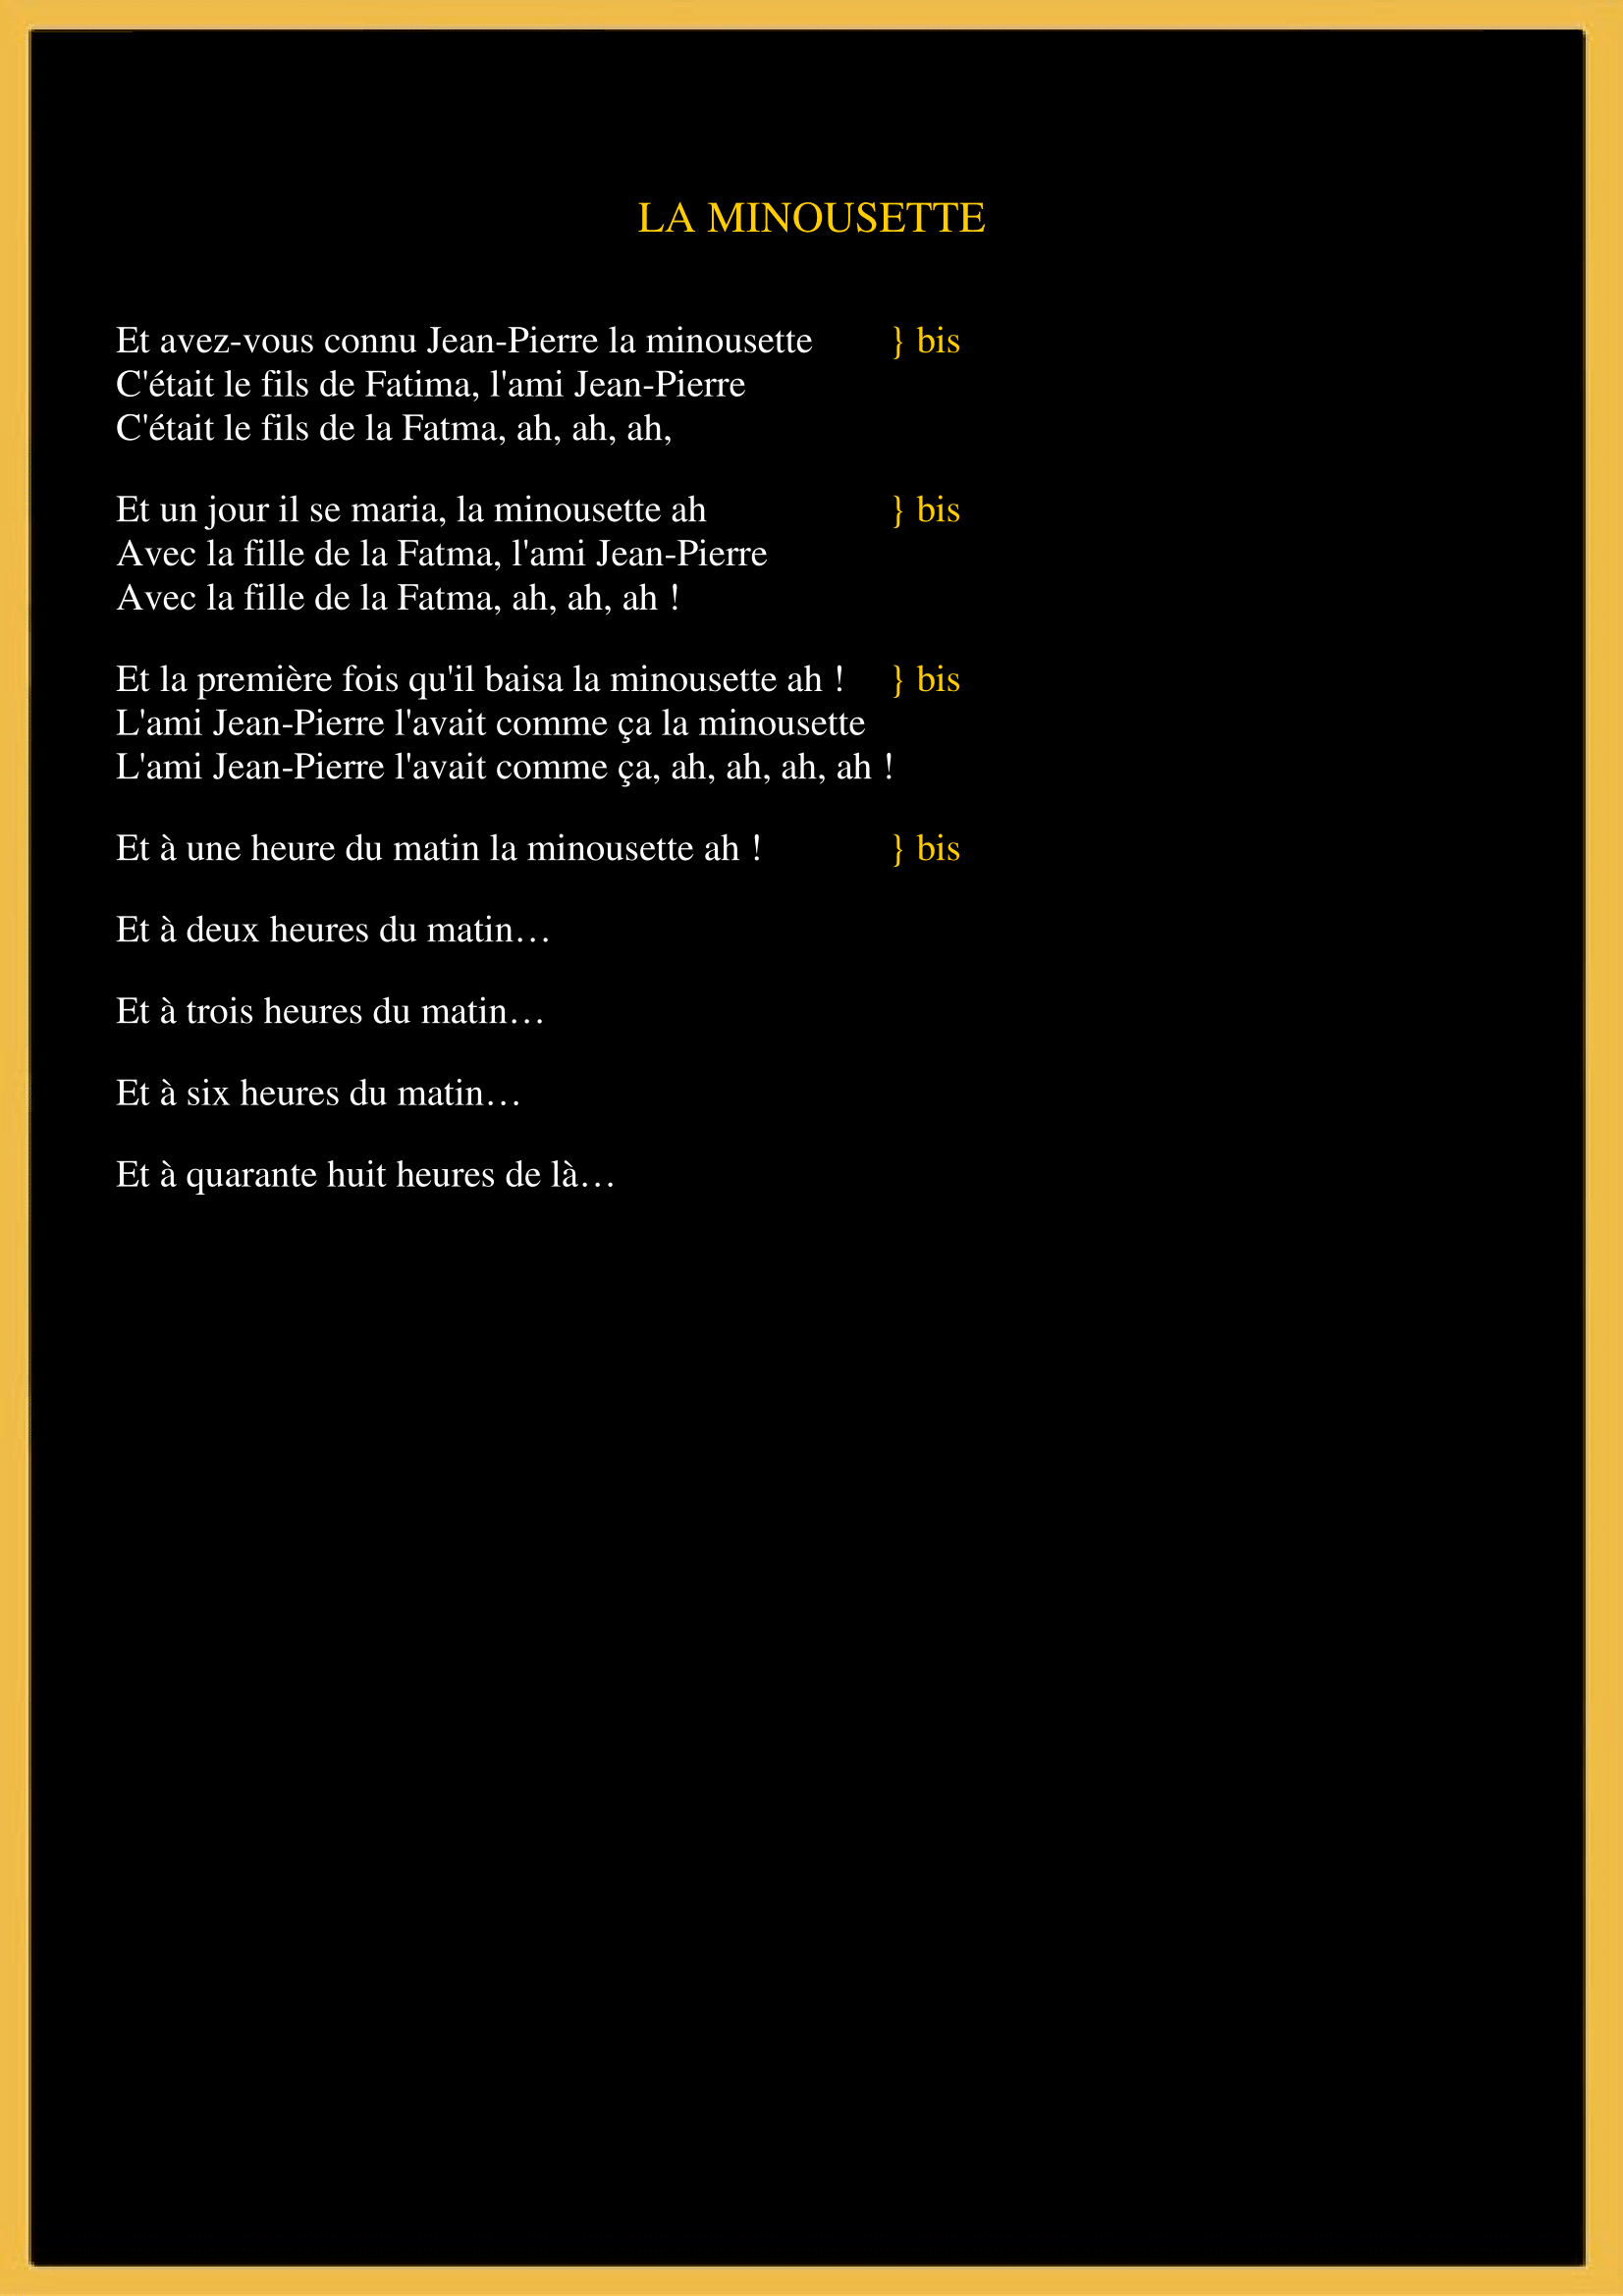 LA MINOUSETTE
Et avez-vous connu Jean-Pierre la minousette } bis
C'était le fils de Fatima, l'ami Jean-Pierre
C'était le fils de la Fatma, ah, ah, ah,
Et un jour il se maria, la minousette ah } bis
Avec la fille de la Fatma, l'ami Jean-Pierre
Avec la fille de la Fatma, ah, ah, ah !
Et la première fois qu'il baisa la minousette ah ! } bis
L'ami Jean-Pierre l'avait comme ça la minousette
L'ami Jean-Pierre l'avait comme ça, ah, ah, ah, ah !
Et à une heure du matin la minousette ah ! } bis
Et à deux heures du matin…
Et à trois heures du matin…
Et à six heures du matin…
Et à quarante huit heures de là…